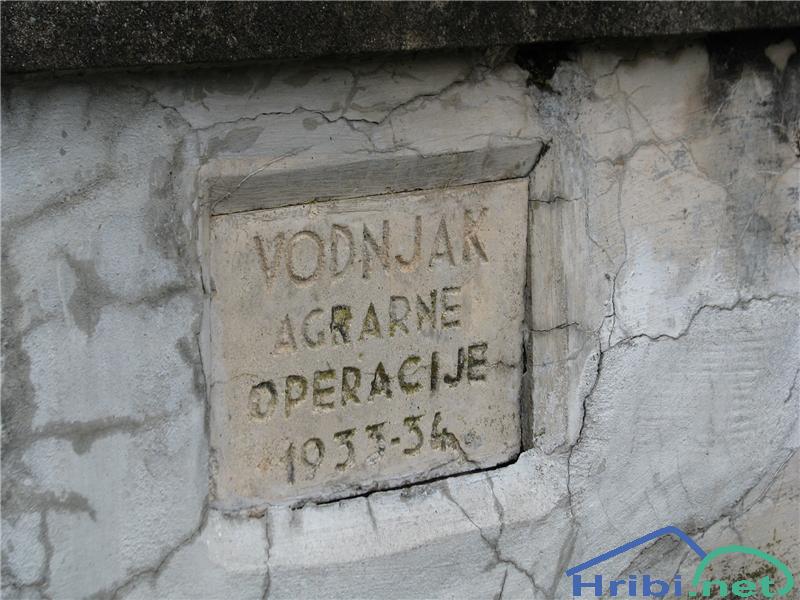 VODNJAK
AGRARNE
OPERACIJE
1933-34
Hribi.net